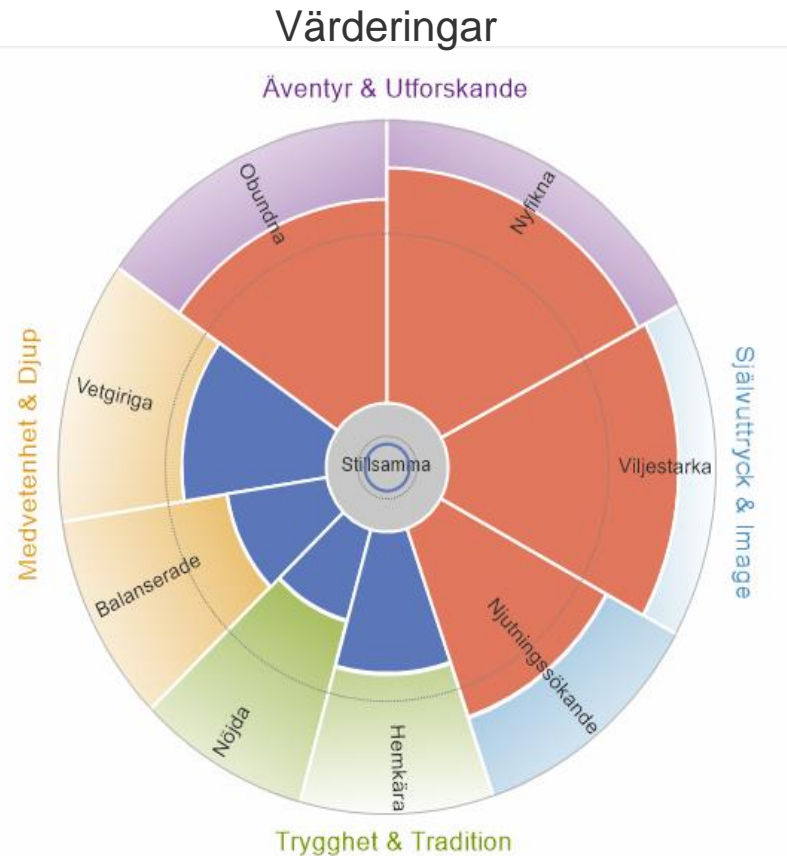 Värderingar
Äventyr & Utforskande
Obundna
Nyfikna
Vetgiriga
Stillsamma
Viljestarka
Självuttryck & Image
Medvetenhet & Djup
Balanserade
Njutningssökande
Nöjda
Hemkära
Trygghet & Tradition